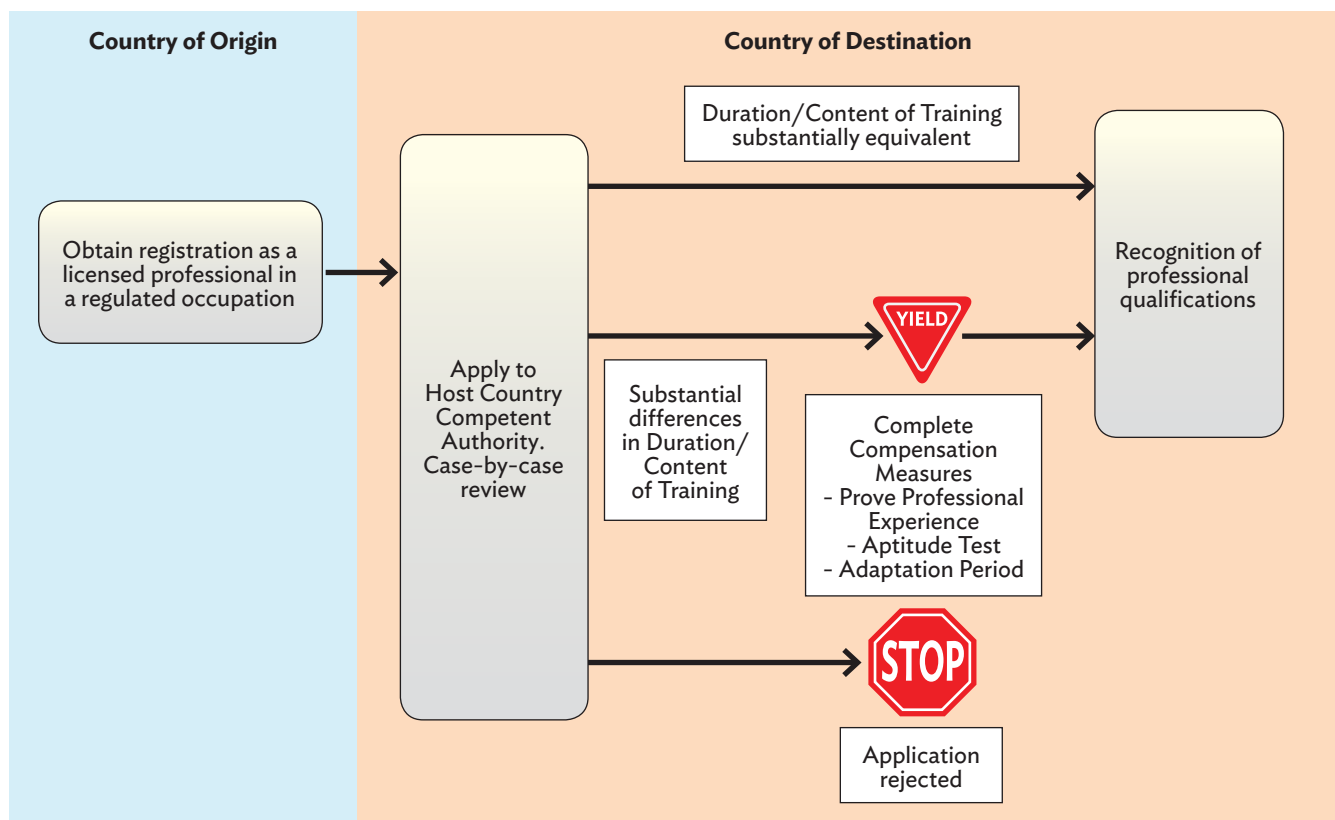 Country of Origin
Country of Destination
Duration/Content of Training
substantially equivalent
Obtain registration as a
licensed professional in
a regulated occupation
Apply to
Host Country
Competent
Authority.
Case-by-case
review
Recognition of
professional
qualifications
YIELD
Substantial
differences
in Duration/
Content
of Training
Complete
Compensation
Measures
- Prove Professional
Experience
- Aptitude Test
- Adaptation Period
STOP
Application
rejected